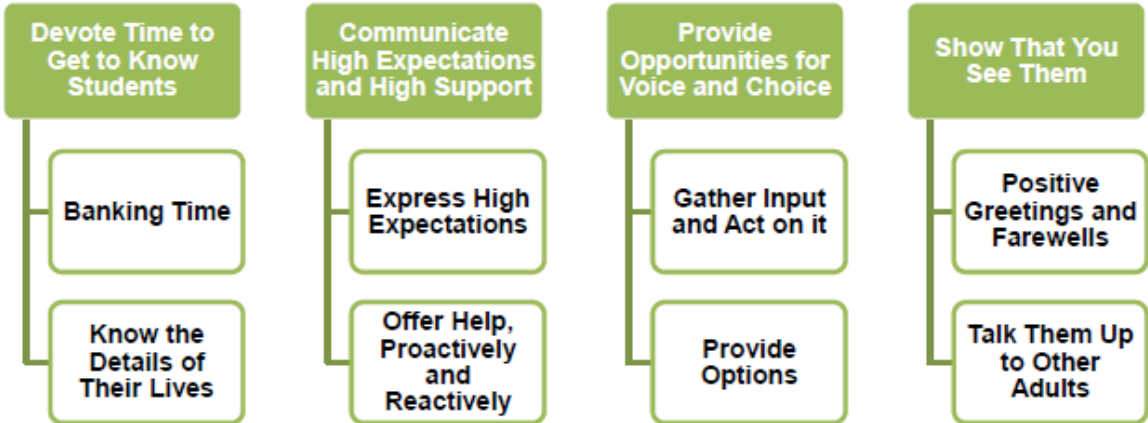 Devote Time to
Get to Know
Students
Banking Time
Know the
Details of
Their Lives
Communicate
High Expectations
and High Support
Express High
Expectations
Offer Help,
Proactively
and
Reactively
Provide
Opportunities for
Voice and Choice
Gather Input
and Act on it
Provide
Options
Show That You
See Them
Positive
Greetings and
Farewells
Talk Them Up
to Other
Adults